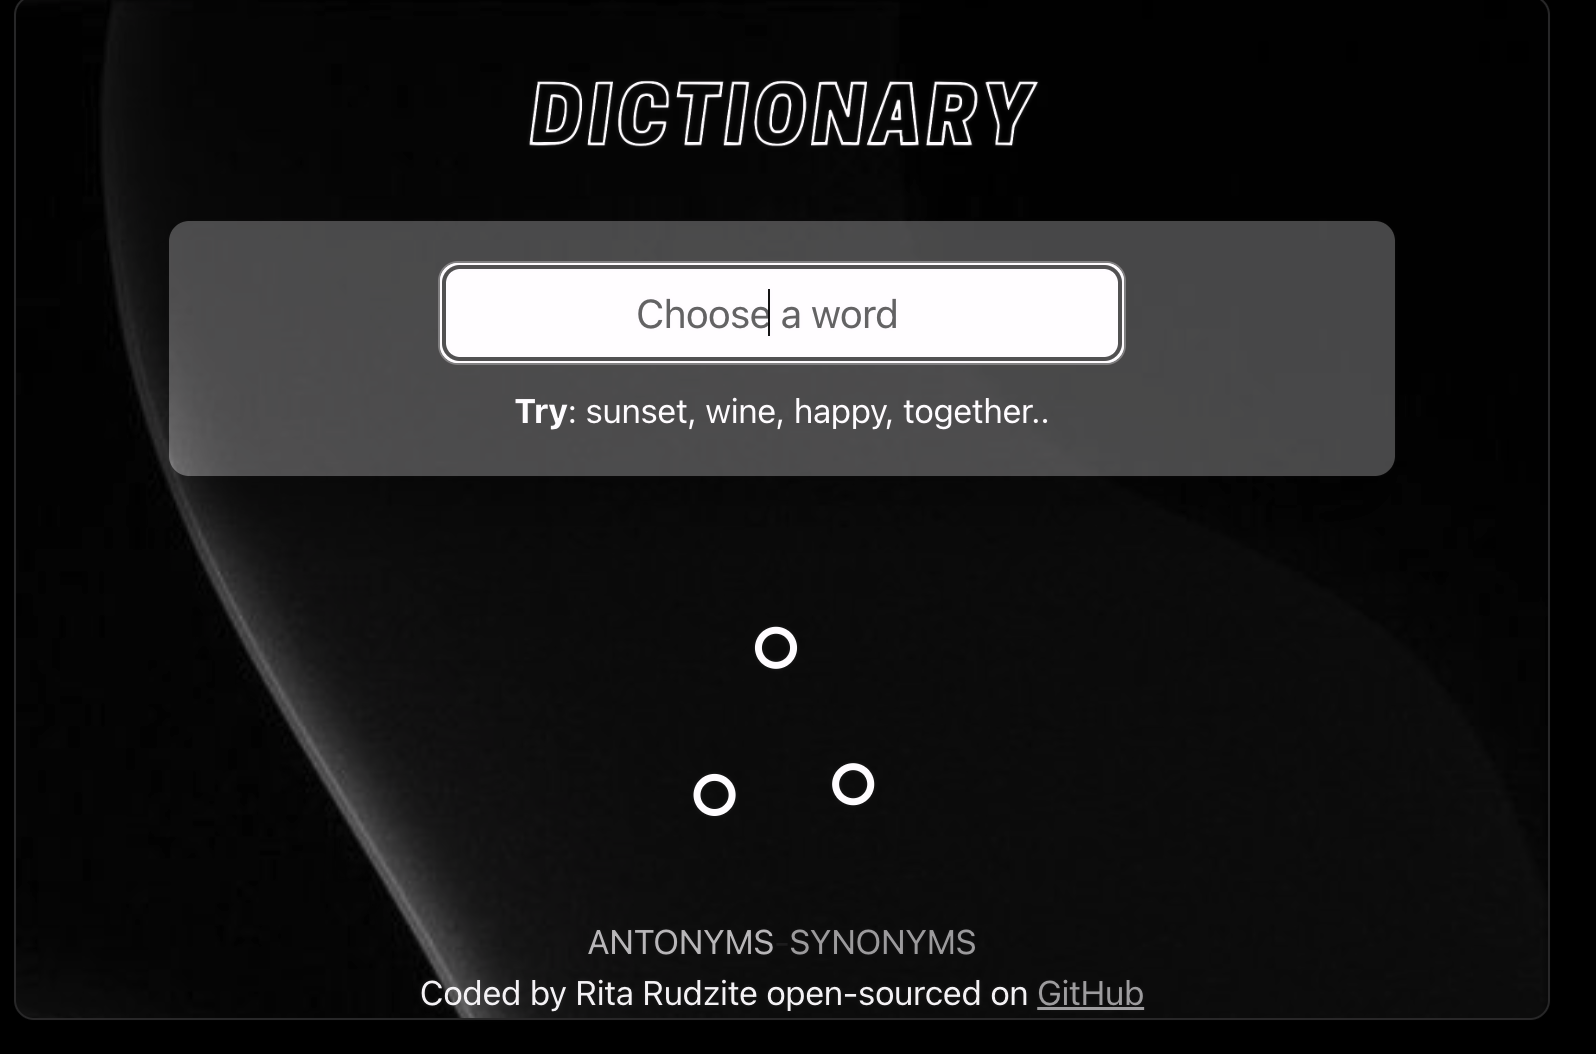 DICTIONARY
Choose a word
Try: sunset, wine, happy, together..
ANTONYMS-SYNONYMS
Coded by Rita Rudzite open-sourced on GitHub